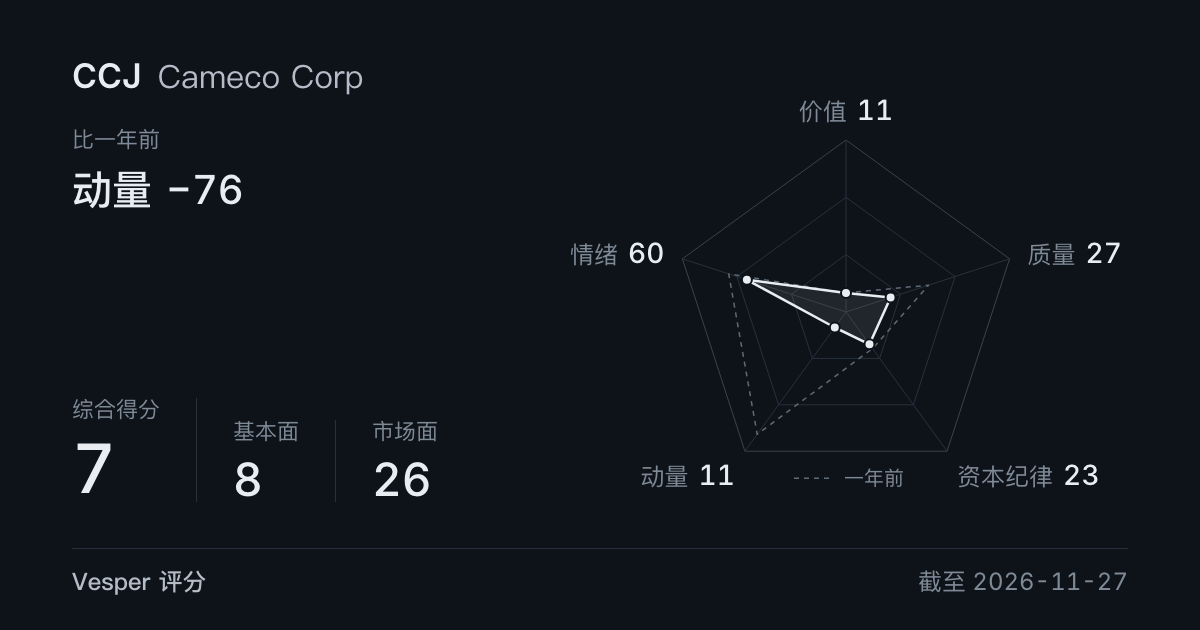 CCJ Cameco Corp
比一年前
动量 −76
价值 11
情绪 60
质量 27
动量 11
一年前
资本纪律 23
综合得分
7
基本面
8
市场面
26
Vesper 评分
截至 2026-11-27